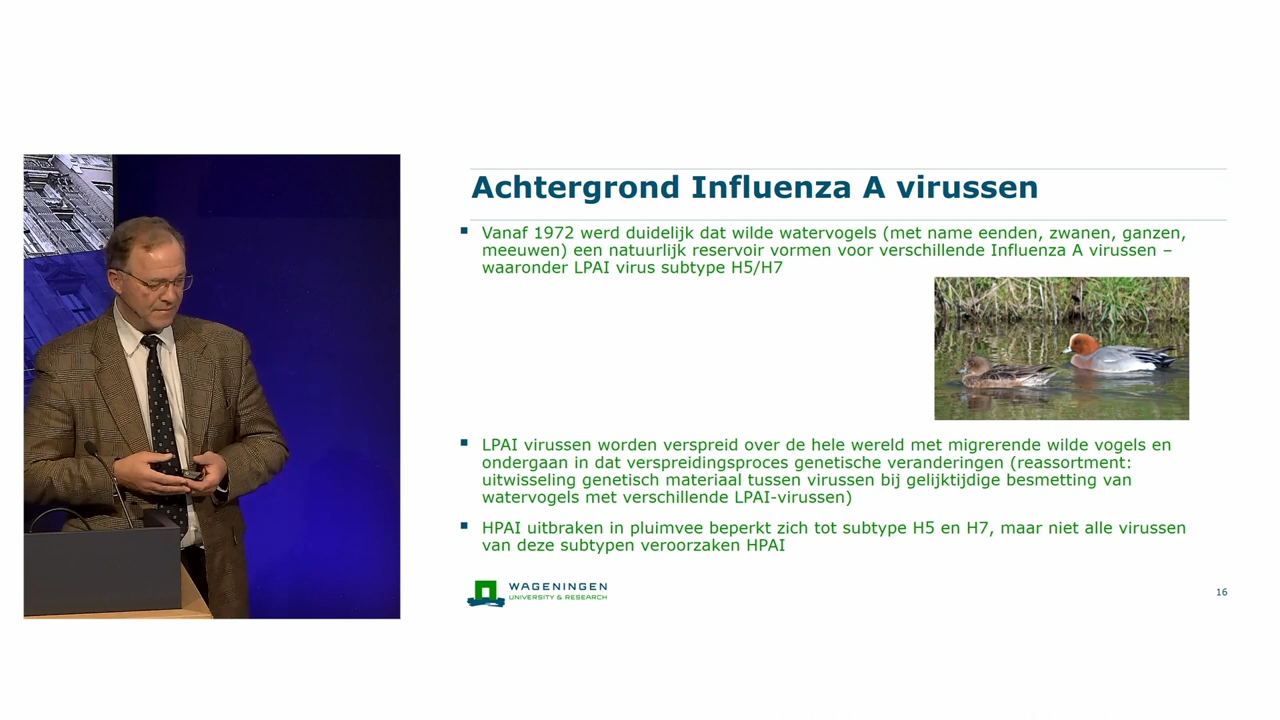 Achtergrond Influenza A virussen
Vanaf 1972 werd duidelijk dat wilde watervogels (met name eenden, zwanen, ganzen,
meeuwen) een natuurlijk reservoir vormen voor verschillende Influenza A virussen –
waaronder LPAI virus subtype H5/H7
LPAI virussen worden verspreid over de hele wereld met migrerende wilde vogels en
ondergaan in dat verspreidingsproces genetische veranderingen (reassortment:
uitwisseling genetisch materiaal tussen virussen bij gelijktijdige besmetting van
watervogels met verschillende LPAI-virussen)
HPAI uitbraken in pluimvee beperkt zich tot subtype H5 en H7, maar niet alle virussen
van deze subtypen veroorzaken HPAI
WAGENINGEN
UNIVERSITY & RESEARCH
16